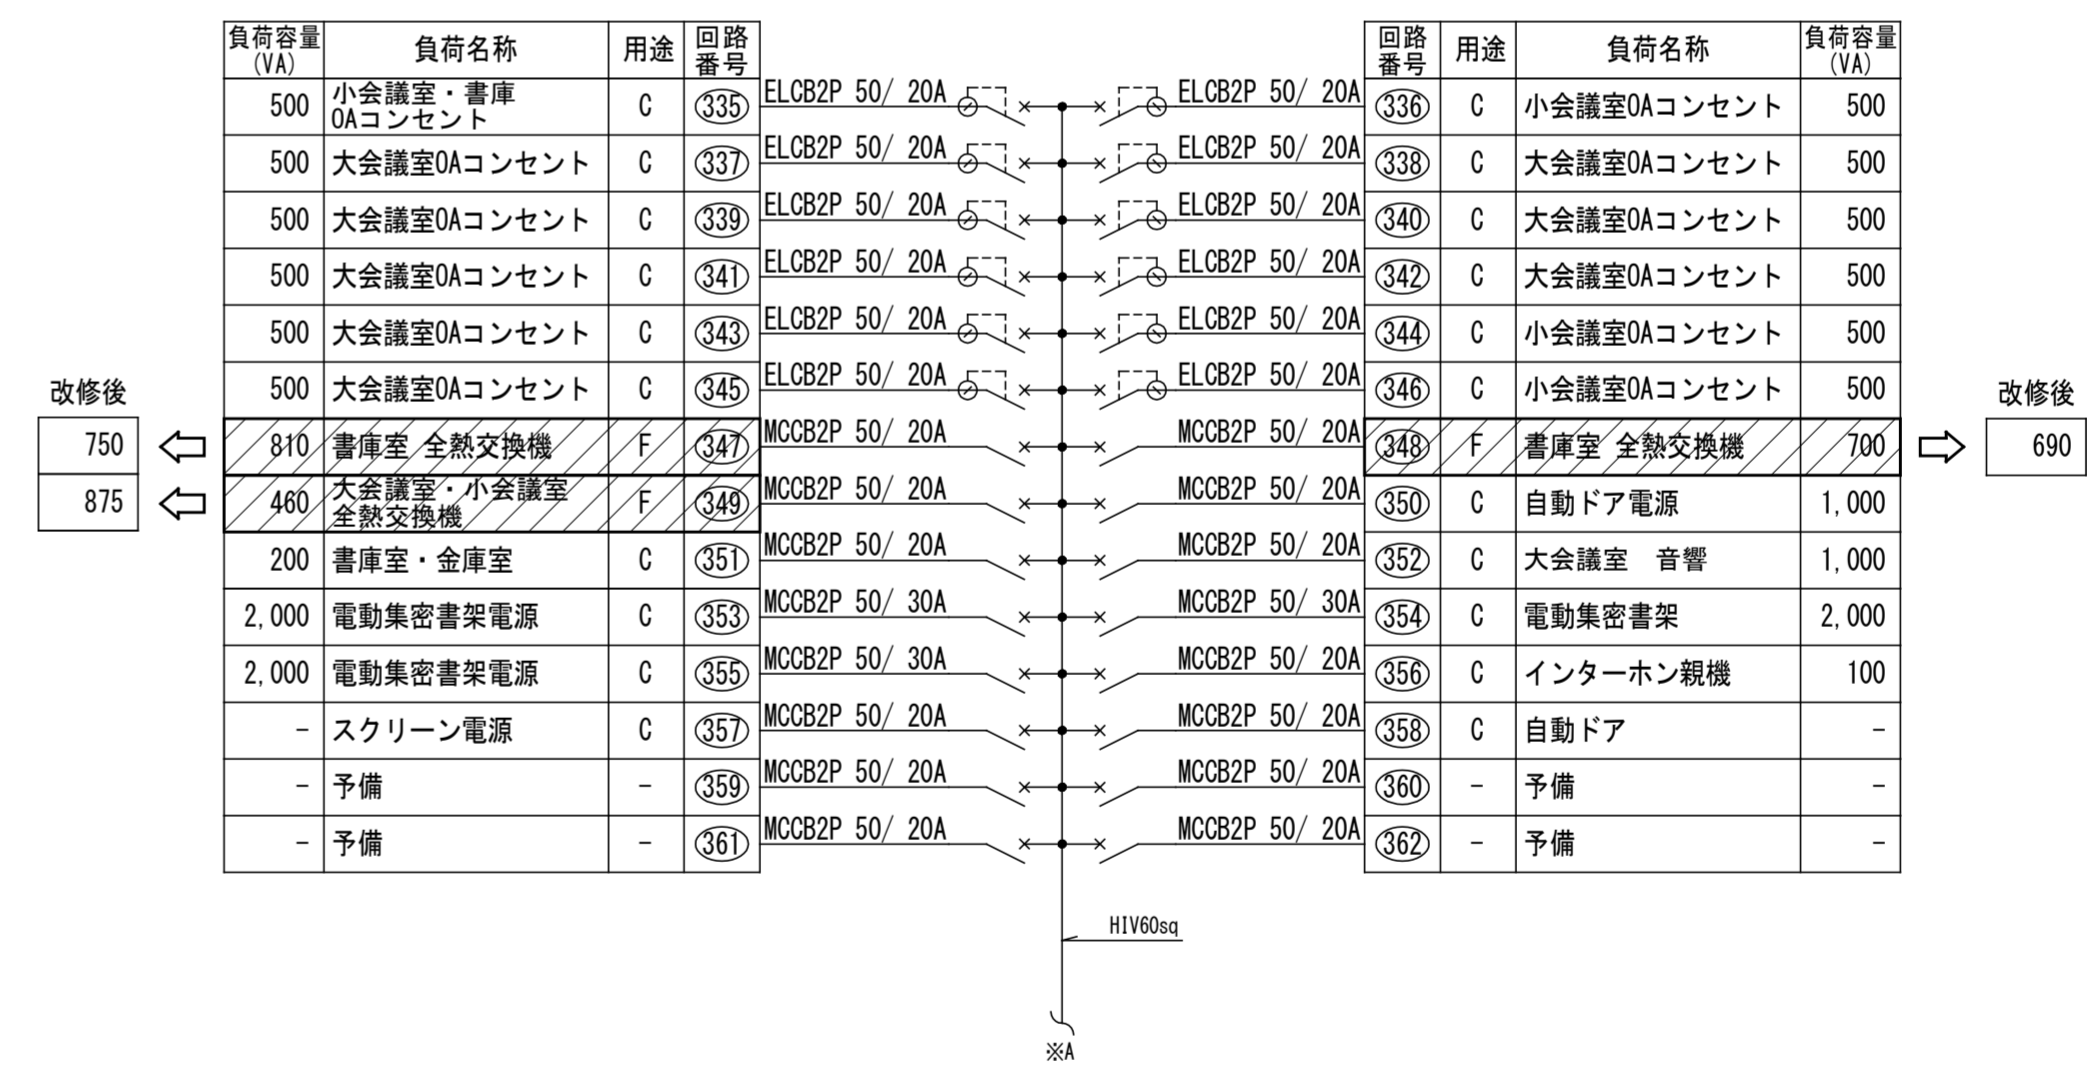 負荷容量(VA) 負荷名称 用途 回路番号 回路番号 用途 負荷名称 負荷容量(VA)
500 小会議室・書庫 OAコンセント C 335 ELCB2P 50/ 20A ELCB2P 50/ 20A 336 C 小会議室OAコンセント 500
500 大会議室OAコンセント C 337 ELCB2P 50/ 20A ELCB2P 50/ 20A 338 C 大会議室OAコンセント 500
500 大会議室OAコンセント C 339 ELCB2P 50/ 20A ELCB2P 50/ 20A 340 C 大会議室OAコンセント 500
500 大会議室OAコンセント C 341 ELCB2P 50/ 20A ELCB2P 50/ 20A 342 C 大会議室OAコンセント 500
500 大会議室OAコンセント C 343 ELCB2P 50/ 20A ELCB2P 50/ 20A 344 C 小会議室OAコンセント 500
改修後 500 大会議室OAコンセント C 345 ELCB2P 50/ 20A ELCB2P 50/ 20A 346 C 小会議室OAコンセント 500 改修後
750 810 書庫室 全熱交換機 F 347 MCCB2P 50/ 20A MCCB2P 50/ 20A 348 F 書庫室 全熱交換機 700 690
875 460 大会議室・小会議室 全熱交換機 F 349 MCCB2P 50/ 20A MCCB2P 50/ 20A 350 C 自動ドア電源 1,000
200 書庫室・金庫室 C 351 MCCB2P 50/ 20A MCCB2P 50/ 20A 352 C 大会議室 音響 1,000
2,000 電動集密書架電源 C 353 MCCB2P 50/ 30A MCCB2P 50/ 30A 354 C 電動集密書架 2,000
2,000 電動集密書架電源 C 355 MCCB2P 50/ 30A MCCB2P 50/ 20A 356 C インターホン親機 100
- スクリーン電源 C 357 MCCB2P 50/ 20A MCCB2P 50/ 20A 358 C 自動ドア -
- 予備 - 359 MCCB2P 50/ 20A MCCB2P 50/ 20A 360 - 予備 -
- 予備 - 361 MCCB2P 50/ 20A MCCB2P 50/ 20A 362 - 予備 -
HIV60sq
※A